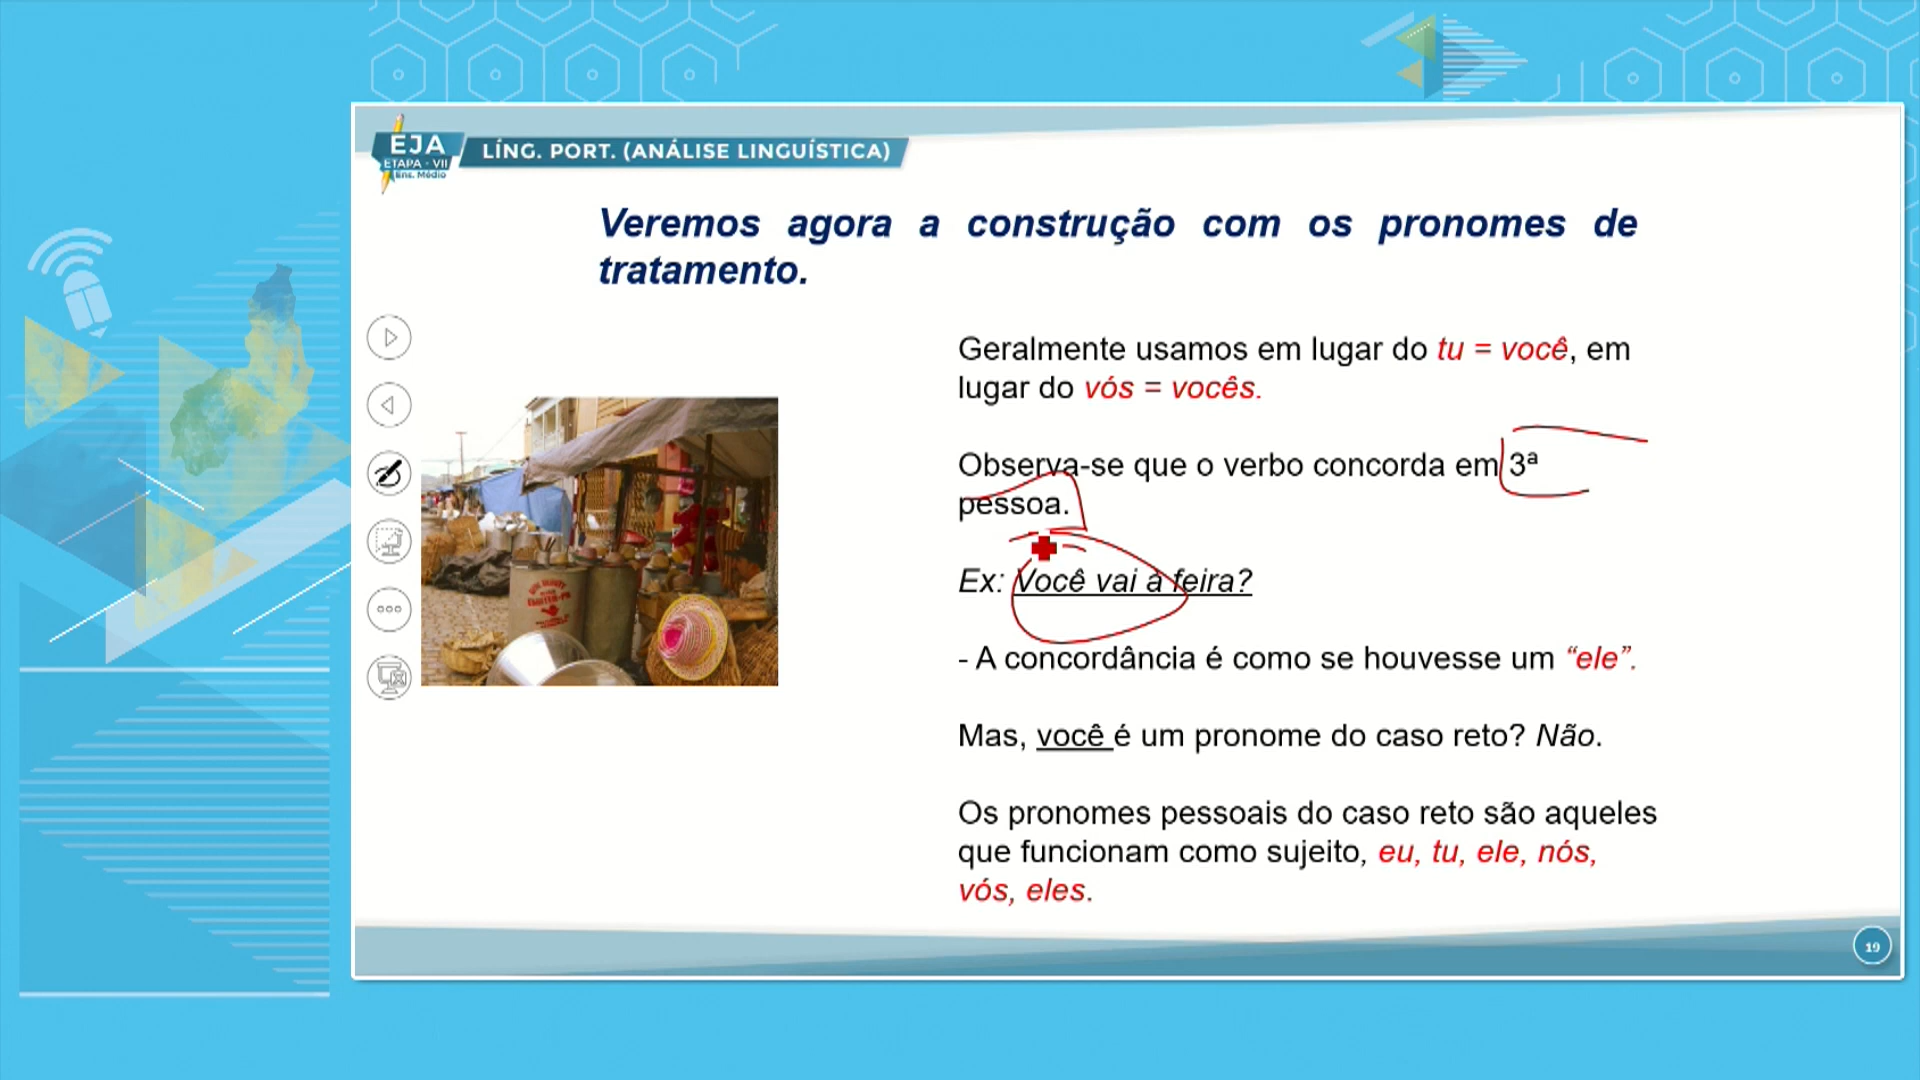 EJA
ETAPA - VII
Ens. Médio
LÍNG. PORT. (ANÁLISE LINGUÍSTICA)
Veremos agora a construção com os pronomes de
tratamento.
Geralmente usamos em lugar do tu = você, em
lugar do vós = vocês.
Observa-se que o verbo concorda em 3ª
pessoa.
Ex: Você vai à feira?
- A concordância é como se houvesse um “ele”.
Mas, você é um pronome do caso reto? Não.
Os pronomes pessoais do caso reto são aqueles
que funcionam como sujeito, eu, tu, ele, nós,
vós, eles.
19